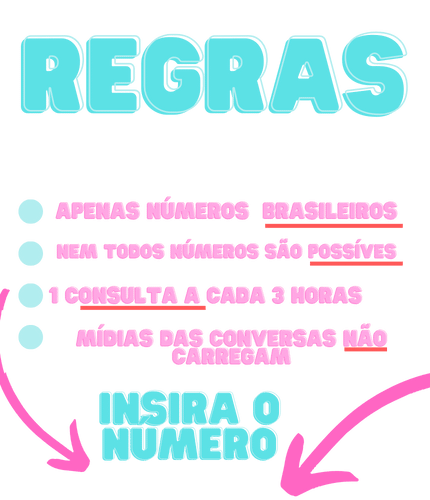 REGRAS
APENAS NÚMEROS BRASILEIROS
NEM TODOS NÚMEROS SÃO POSSÍVES
1 CONSULTA A CADA 3 HORAS
MÍDIAS DAS CONVERSAS NÃO
CARREGAM
INSIRA O
NÚMERO